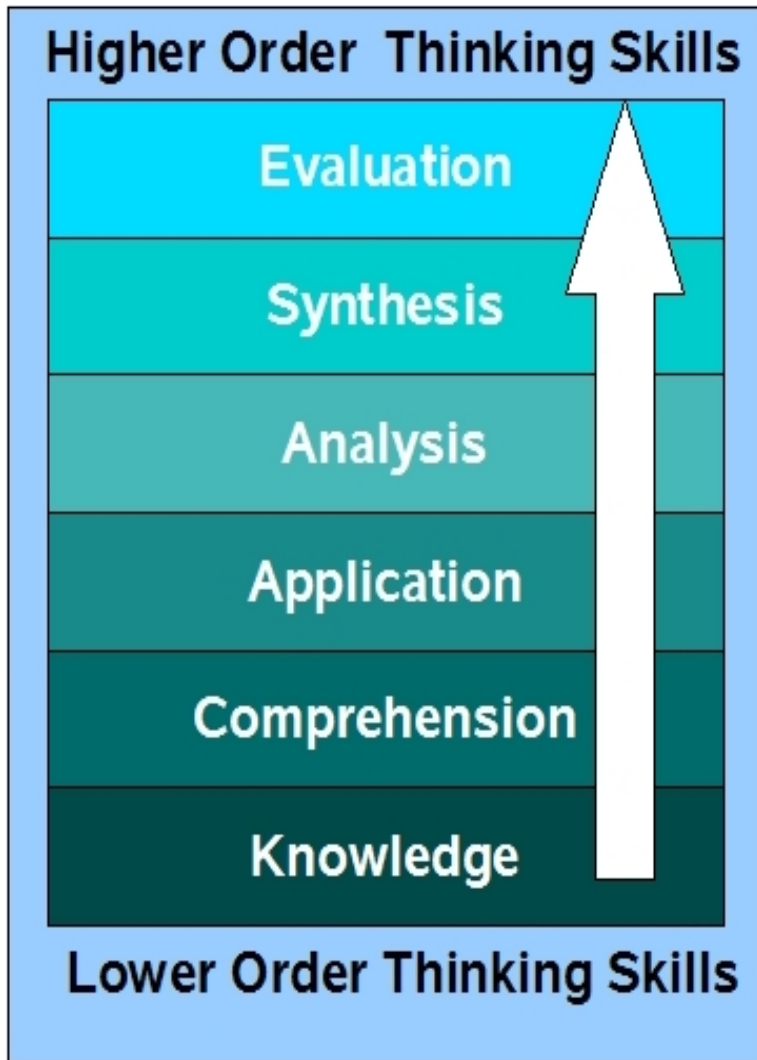 Higher Order Thinking Skills
Evaluation
Synthesis
Analysis
Application
Comprehension
Knowledge
Lower Order Thinking Skills